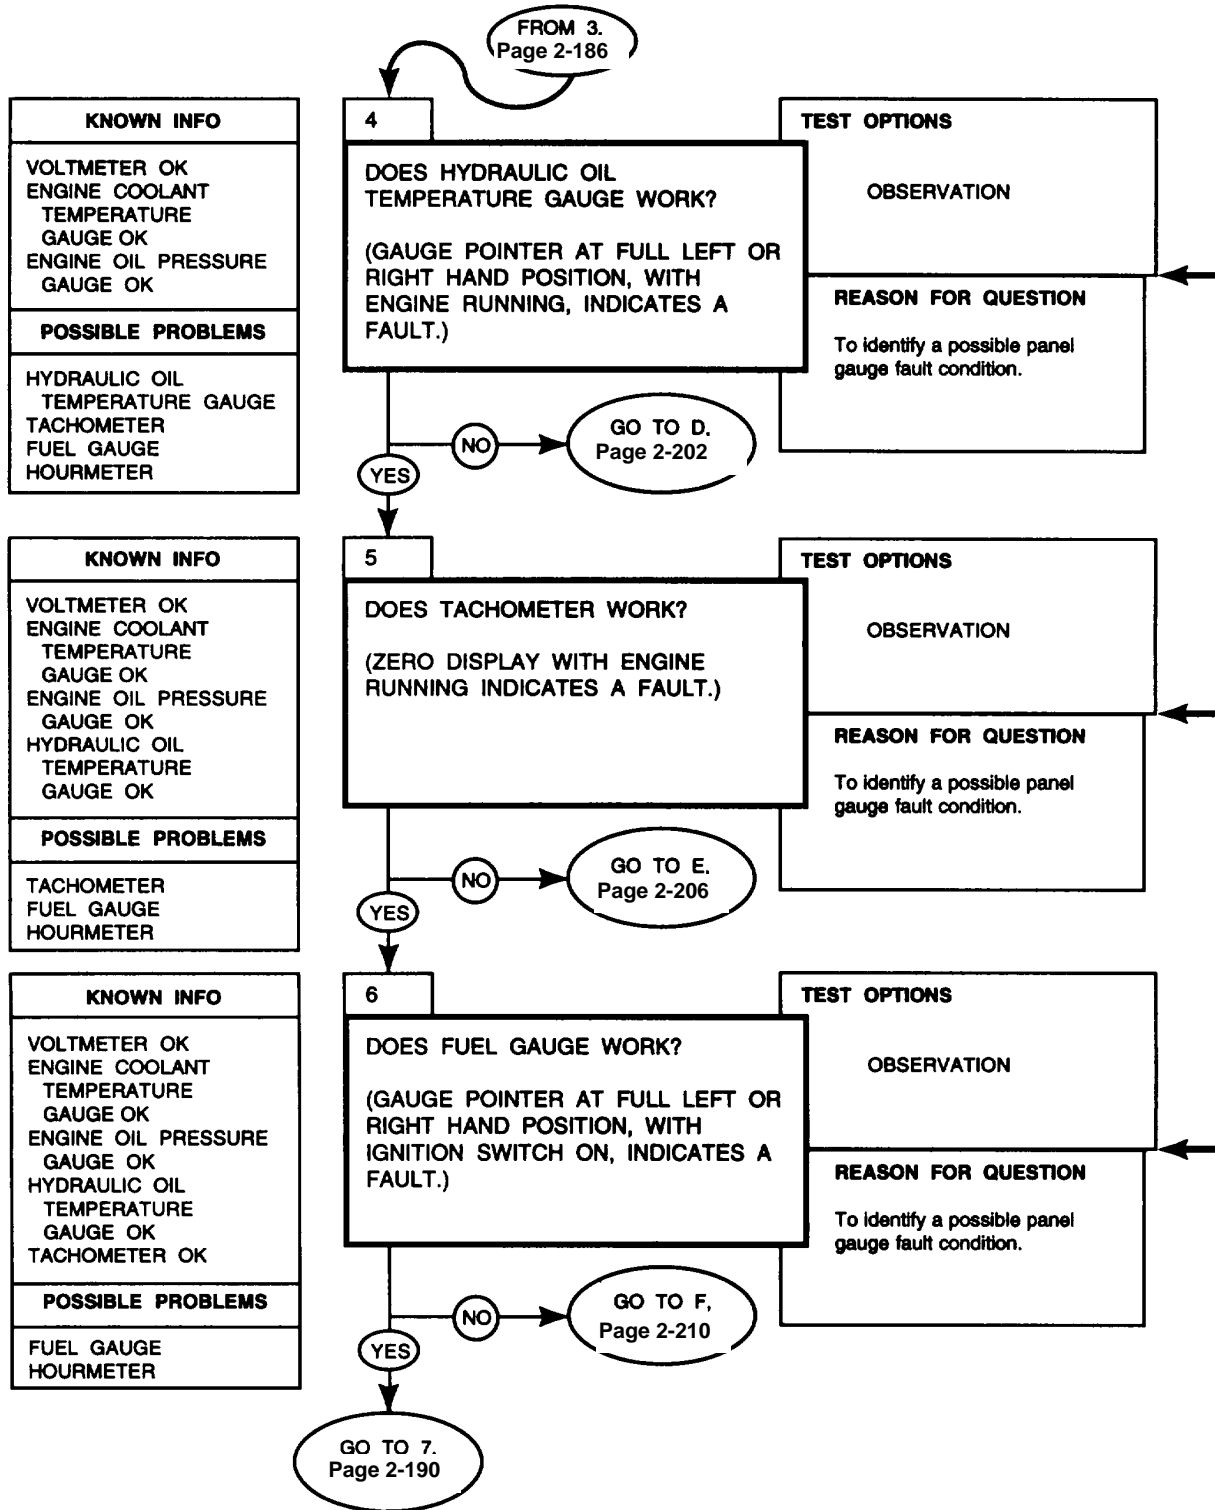 FROM 3.
Page 2-186
KNOWN INFO
VOLTMETER OK
ENGINE COOLANT
TEMPERATURE
GAUGE OK
ENGINE OIL PRESSURE
GAUGE OK
POSSIBLE PROBLEMS
HYDRAULIC OIL
TEMPERATURE GAUGE
TACHOMETER
FUEL GAUGE
HOURMETER
4
DOES HYDRAULIC OIL
TEMPERATURE GAUGE WORK?
(GAUGE POINTER AT FULL LEFT OR
RIGHT HAND POSITION, WITH
ENGINE RUNNING, INDICATES A
FAULT.)
TEST OPTIONS
OBSERVATION
REASON FOR QUESTION
To identify a possible panel
gauge fault condition.
NO
GO TO D,
Page 2-202
YES
KNOWN INFO
VOLTMETER OK
ENGINE COOLANT
TEMPERATURE
GAUGE OK
ENGINE OIL PRESSURE
GAUGE OK
HYDRAULIC OIL
TEMPERATURE
GAUGE OK
POSSIBLE PROBLEMS
TACHOMETER
FUEL GAUGE
HOURMETER
5
DOES TACHOMETER WORK?
(ZERO DISPLAY WITH ENGINE
RUNNING INDICATES A FAULT.)
TEST OPTIONS
OBSERVATION
REASON FOR QUESTION
To identify a possible panel
gauge fault condition.
NO
GO TO E,
Page 2-206
YES
KNOWN INFO
VOLTMETER OK
ENGINE COOLANT
TEMPERATURE
GAUGE OK
ENGINE OIL PRESSURE
GAUGE OK
HYDRAULIC OIL
TEMPERATURE
GAUGE OK
TACHOMETER OK
POSSIBLE PROBLEMS
FUEL GAUGE
HOURMETER
6
DOES FUEL GAUGE WORK?
(GAUGE POINTER AT FULL LEFT OR
RIGHT HAND POSITION, WITH
IGNITION SWITCH ON, INDICATES A
FAULT.)
TEST OPTIONS
OBSERVATION
REASON FOR QUESTION
To identify a possible panel
gauge fault condition.
NO
GO TO F,
Page 2-210
YES
GO TO 7.
Page 2-190